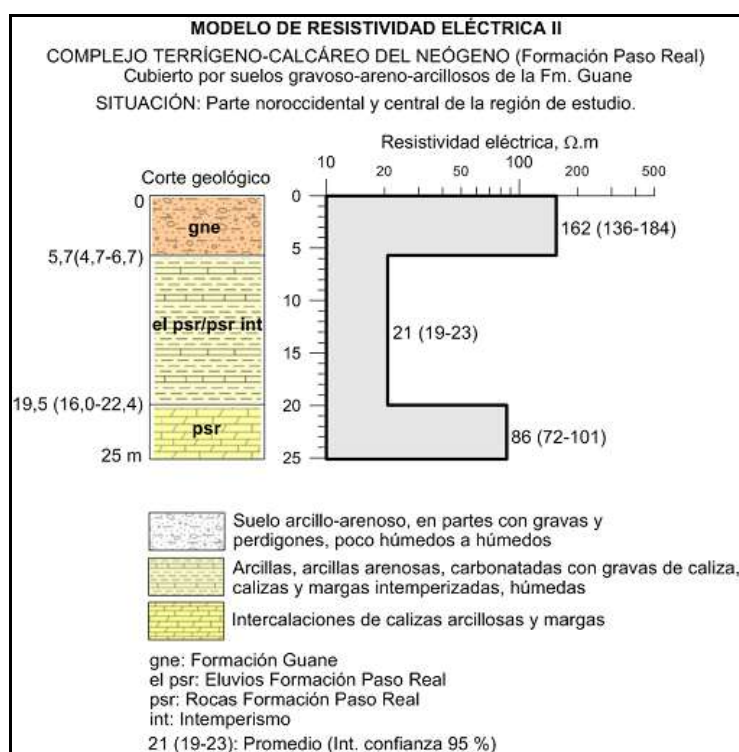 MODELO DE RESISTIVIDAD ELÉCTRICA II
COMPLEJO TERRÍGENO-CALCÁREO DEL NEÓGENO (Formación Paso Real)
Cubierto por suelos gravoso-areno-arcillosos de la Fm. Guane
SITUACIÓN: Parte noroccidental y central de la región de estudio.
Resistividad eléctrica, Ω.m
10 20 50 100 200 500
Corte geológico
0
gne
5,7(4,7-6,7)
el psr/psr int
19,5 (16,0-22,4)
psr
25 m
0
5
10
15
20
25
162 (136-184)
21 (19-23)
86 (72-101)
Suelo arcillo-arenoso, en partes con gravas y
perdigones, poco húmedos a húmedos
Arcillas, arcillas arenosas, carbonatadas con gravas de caliza,
calizas y margas intemperizadas, húmedas
Intercalaciones de calizas arcillosas y margas
gne: Formación Guane
el psr: Eluvios Formación Paso Real
psr: Rocas Formación Paso Real
int: Intemperismo
21 (19-23): Promedio (Int. confianza 95 %)